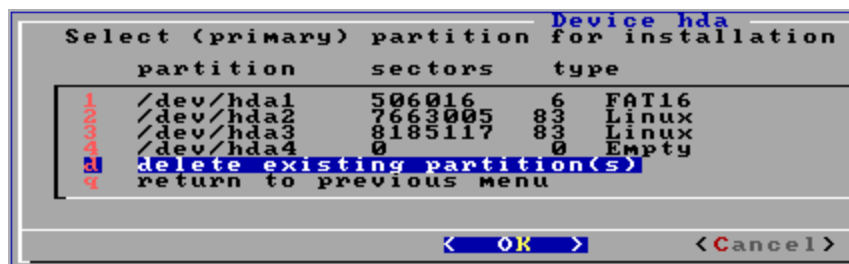 Device hda
Select (primary) partition for installation
partition sectors type
1 /dev/hda1 506016 6 FAT16
2 /dev/hda2 7663005 83 Linux
3 /dev/hda3 8185117 83 Linux
4 /dev/hda4 0 0 Empty
d delete existing partition(s)
q return to previous menu
< OK > <Cancel>